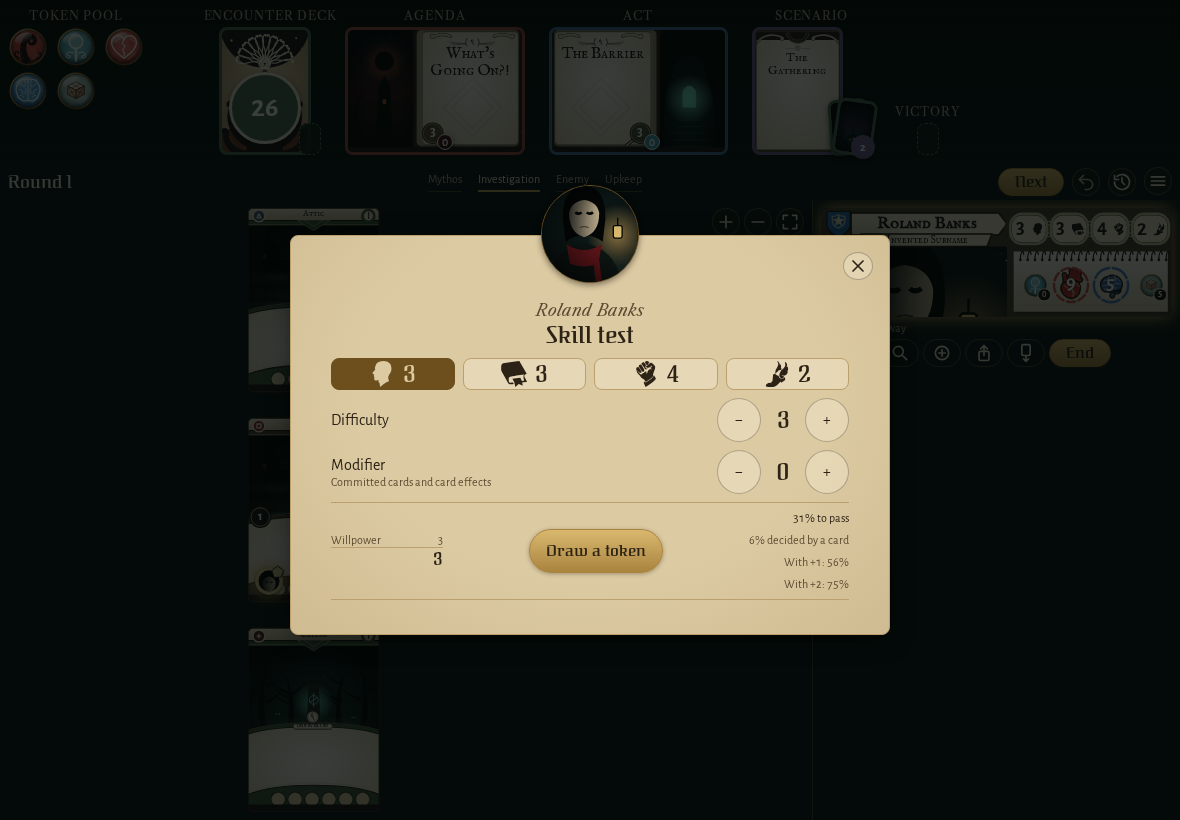 TOKEN POOL
ENCOUNTER DECK
AGENDA
ACT
SCENARIO
26
What's Going On?!
3
0
The Barrier
3
0
The Gathering
2
VICTORY
Round 1
Mythos
Investigation
Enemy
Upkeep
Next
Attic
Roland Banks
Invented Surname
3
3
4
2
0
9
5
5
End
1
Roland Banks
Skill test
3
3
4
2
Difficulty
−
3
+
Modifier
Committed cards and card effects
−
0
+
Willpower
3
3
Draw a token
31% to pass
6% decided by a card
With +1: 56%
With +2: 75%